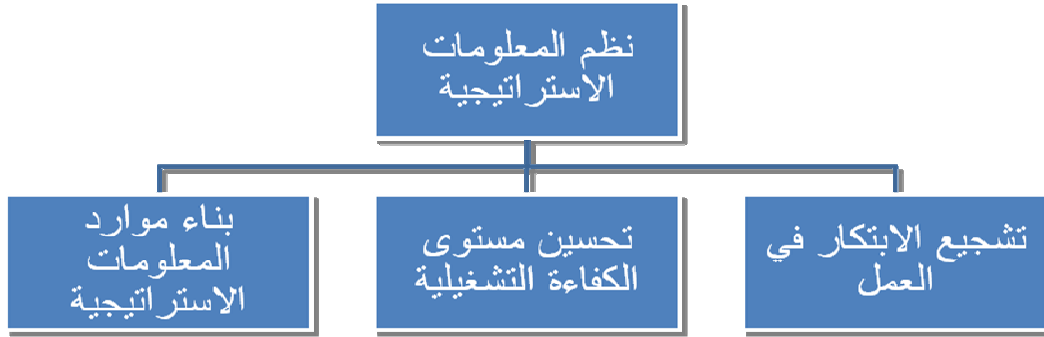 نظم المعلومات
الاستراتيجية
تشجيع الابتكار في
العمل
تحسين مستوى
الكفاءة التشغيلية
بناء موارد
المعلومات
الاستراتيجية